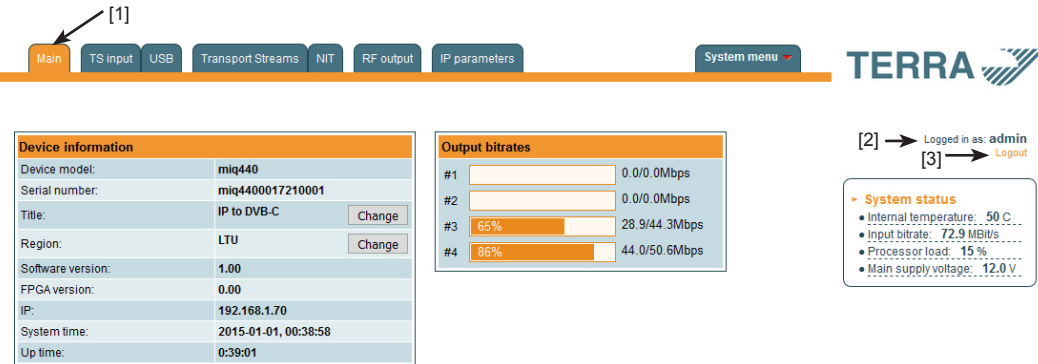 [1]
Main TS input USB Transport Streams NIT RF output IP parameters System menu
TERRA
[2] Logged in as: admin
[3] Logout
Device information
Device model: miq440
Serial number: miq4400017210001
Title: IP to DVB-C Change
Region: LTU Change
Software version: 1.00
FPGA version: 0.00
IP: 192.168.1.70
System time: 2015-01-01, 00:38:58
Up time: 0:39:01
Output bitrates
#1 0.0/0.0Mbps
#2 0.0/0.0Mbps
#3 65% 28.9/44.3Mbps
#4 86% 44.0/50.6Mbps
System status
Internal temperature: 50 C
Input bitrate: 72.9 MBit/s
Processor load: 15 %
Main supply voltage: 12.0 V